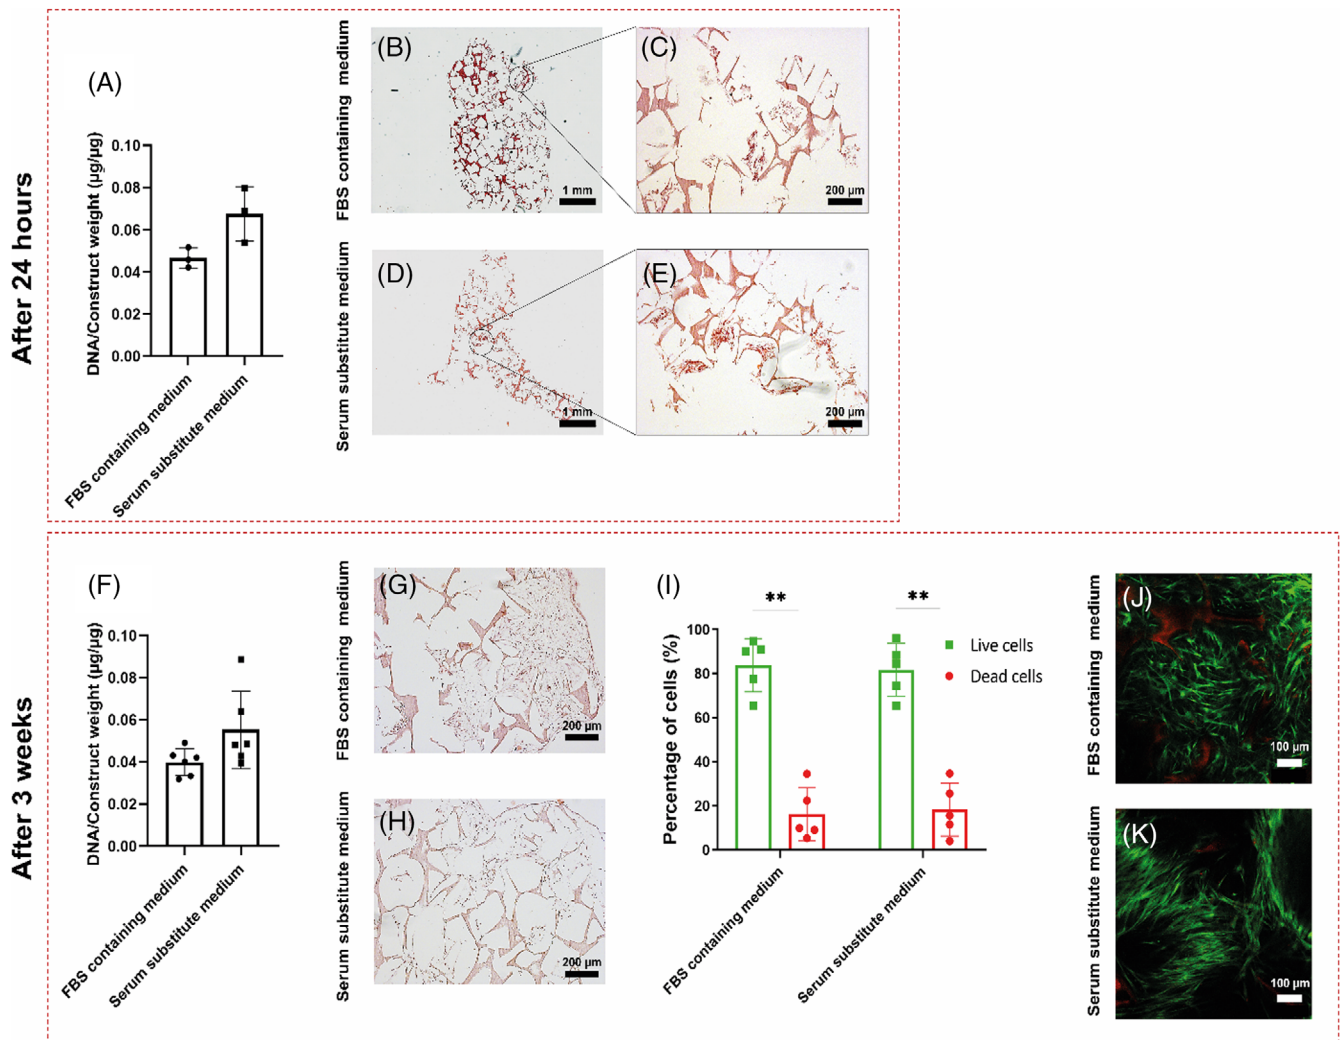 After 24 hours
(A)
DNA/Construct weight (µg/µg)
0.10
0.08
0.06
0.04
0.02
0.00
FBS containing medium
Serum substitute medium
FBS containing medium
(B)
1 mm
(C)
200 µm
Serum substitute medium
(D)
1 mm
(E)
200 µm
After 3 weeks
(F)
DNA/Construct weight (µg/µg)
0.10
0.08
0.06
0.04
0.02
0.00
FBS containing medium
Serum substitute medium
FBS containing medium
(G)
200 µm
Serum substitute medium
(H)
200 µm
(I)
**
**
Percentage of cells (%)
100
80
60
40
20
0
Live cells
Dead cells
FBS containing medium
Serum substitute medium
FBS containing medium
(J)
100 µm
Serum substitute medium
(K)
100 µm